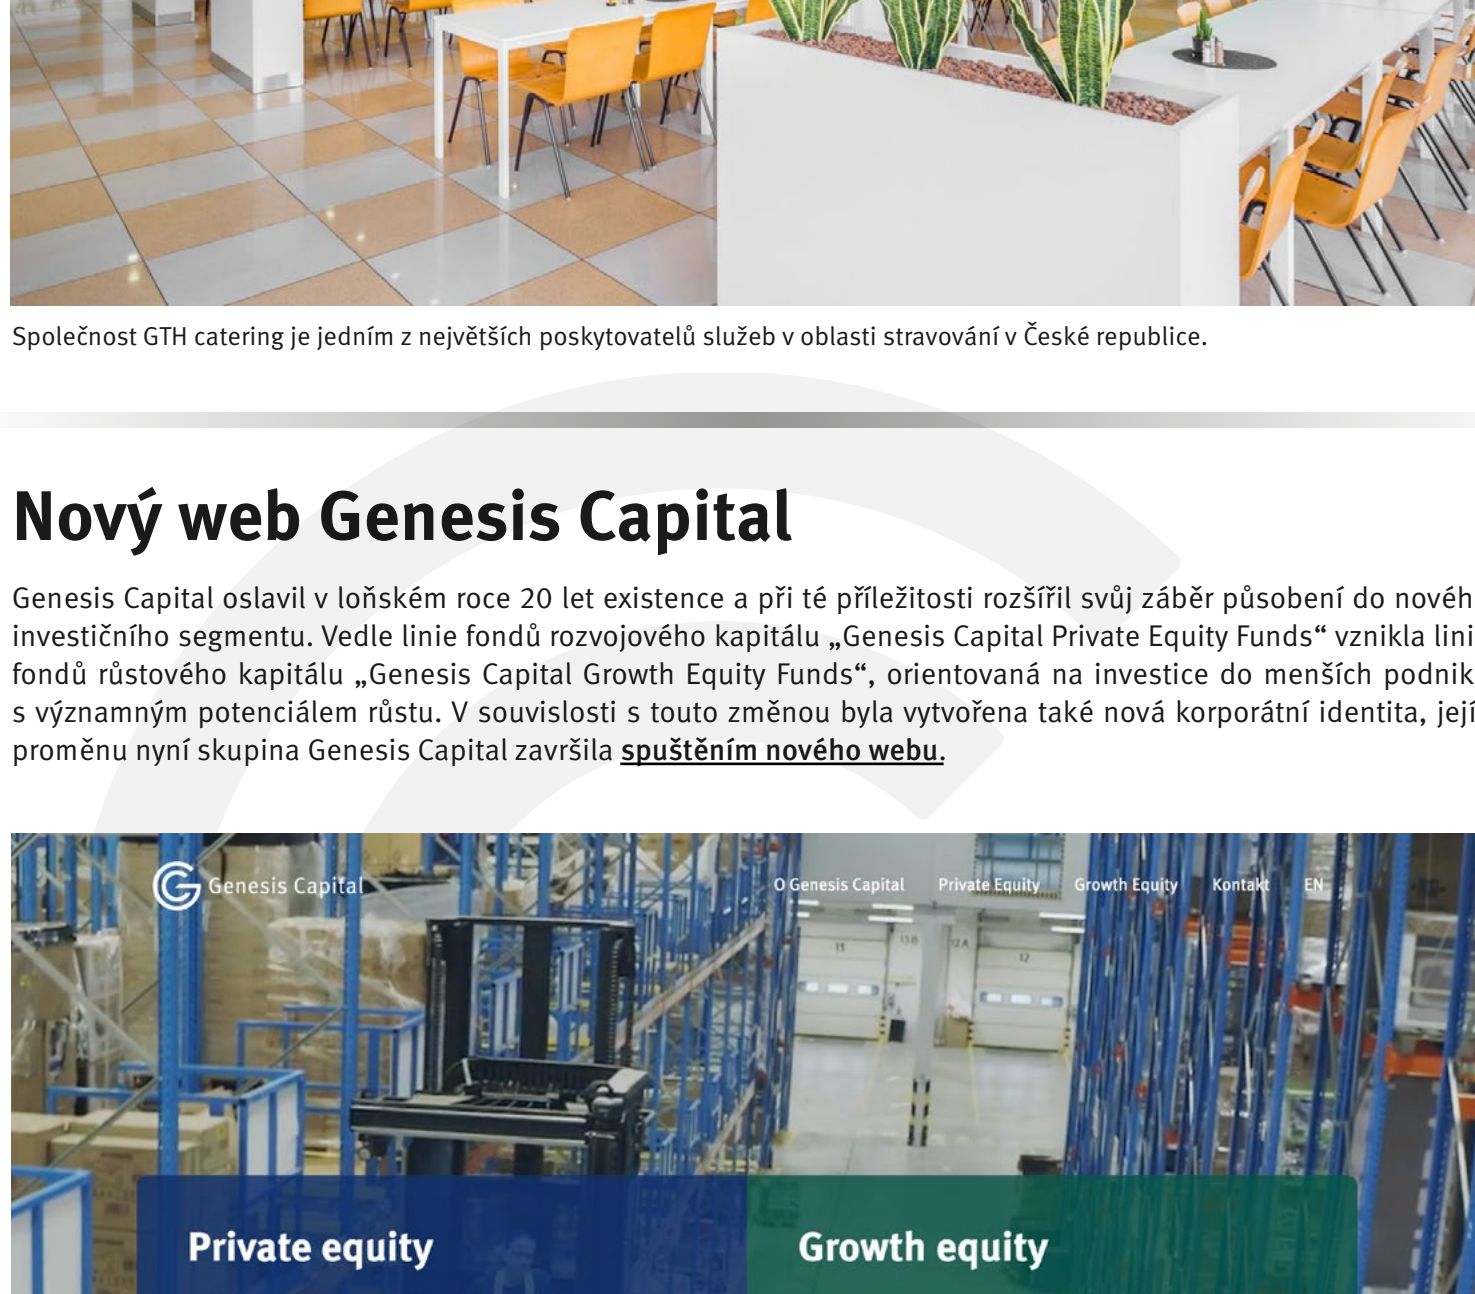 Společnost GTH catering je jedním z největších poskytovatelů služeb v oblasti stravování v České republice.
Nový web Genesis Capital
Genesis Capital oslavil v loňském roce 20 let existence a při té příležitosti rozšířil svůj záběr působení do novéh
investičního segmentu. Vedle linie fondů rozvojového kapitálu „Genesis Capital Private Equity Funds“ vznikla lini
fondů růstového kapitálu „Genesis Capital Growth Equity Funds“, orientovaná na investice do menších podnik
s významným potenciálem růstu. V souvislosti s touto změnou byla vytvořena také nová korporátní identita, její
proměnu nyní skupina Genesis Capital završila spuštěním nového webu.
Genesis Capital O Genesis Capital Private Equity Growth Equity Kontakt EN
13 13B 12A 12
Private equity Growth equity